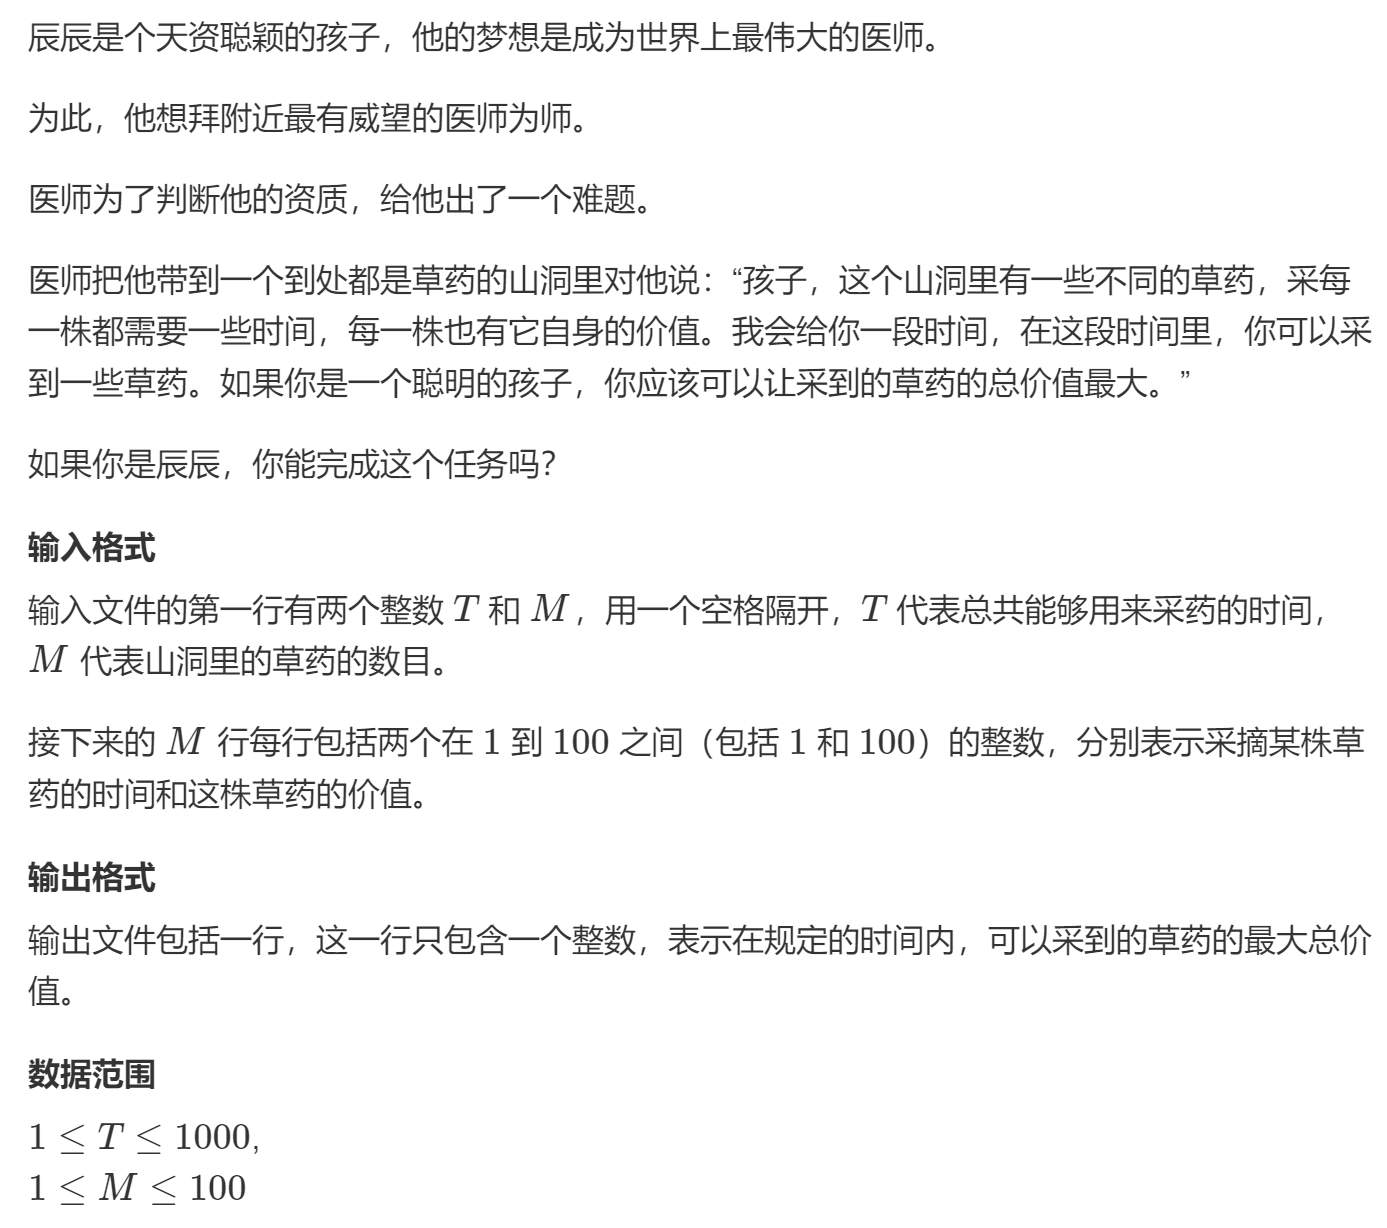 辰辰是个天资聪颖的孩子，他的梦想是成为世界上最伟大的医师。
为此，他想拜附近最有威望的医师为师。
医师为了判断他的资质，给他出了一个难题。
医师把他带到一个到处都是草药的山洞里对他说：“孩子，这个山洞里有一些不同的草药，采每
一株都需要一些时间，每一株也有它自身的价值。我会给你一段时间，在这段时间里，你可以采
到一些草药。如果你是一个聪明的孩子，你应该可以让采到的草药的总价值最大。”
如果你是辰辰，你能完成这个任务吗？
输入格式
输入文件的第一行有两个整数 T 和 M，用一个空格隔开，T 代表总共能够用来采药的时间，
M 代表山洞里的草药的数目。
接下来的 M 行每行包括两个在 1 到 100 之间（包括 1 和 100）的整数，分别表示采摘某株草
药的时间和这株草药的价值。
输出格式
输出文件包括一行，这一行只包含一个整数，表示在规定的时间内，可以采到的草药的最大总价
值。
数据范围
1 ≤ T ≤ 1000,
1 ≤ M ≤ 100